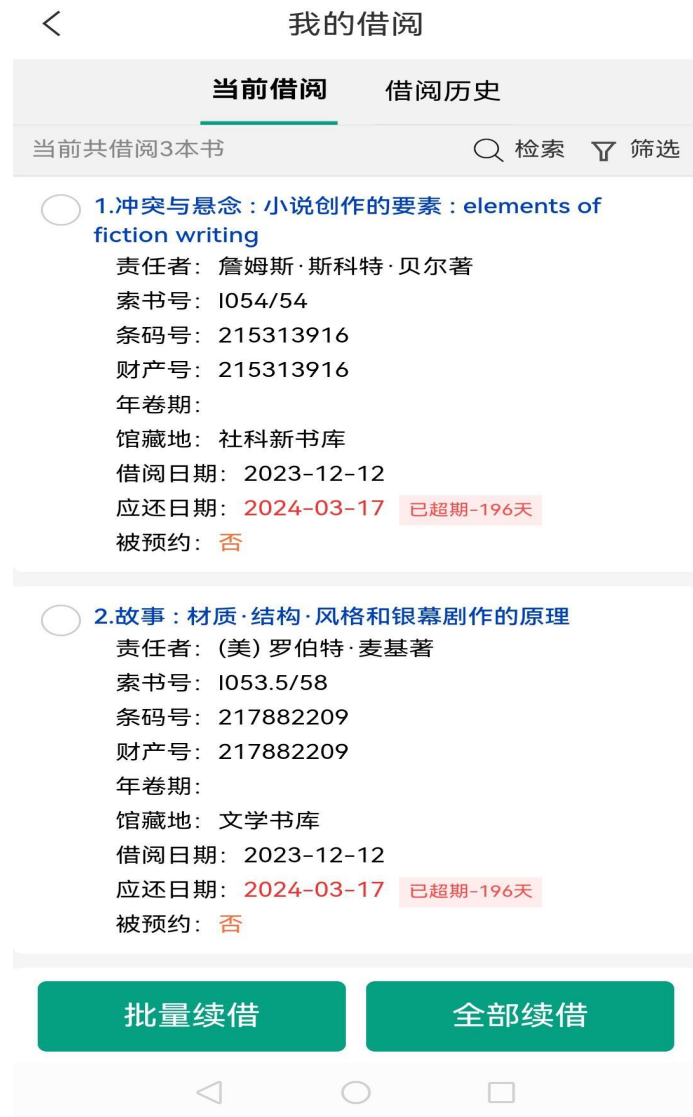 我的借阅
当前借阅 借阅历史
当前共借阅3本书 检索 筛选
1.冲突与悬念 : 小说创作的要素 : elements of
fiction writing
责任者: 詹姆斯·斯科特·贝尔著
索书号: I054/54
条码号: 215313916
财产号: 215313916
年卷期:
馆藏地: 社科新书库
借阅日期: 2023-12-12
应还日期: 2024-03-17 已超期-196天
被预约: 否
2.故事 : 材质·结构·风格和银幕剧作的原理
责任者: (美) 罗伯特·麦基著
索书号: I053.5/58
条码号: 217882209
财产号: 217882209
年卷期:
馆藏地: 文学书库
借阅日期: 2023-12-12
应还日期: 2024-03-17 已超期-196天
被预约: 否
批量续借 全部续借